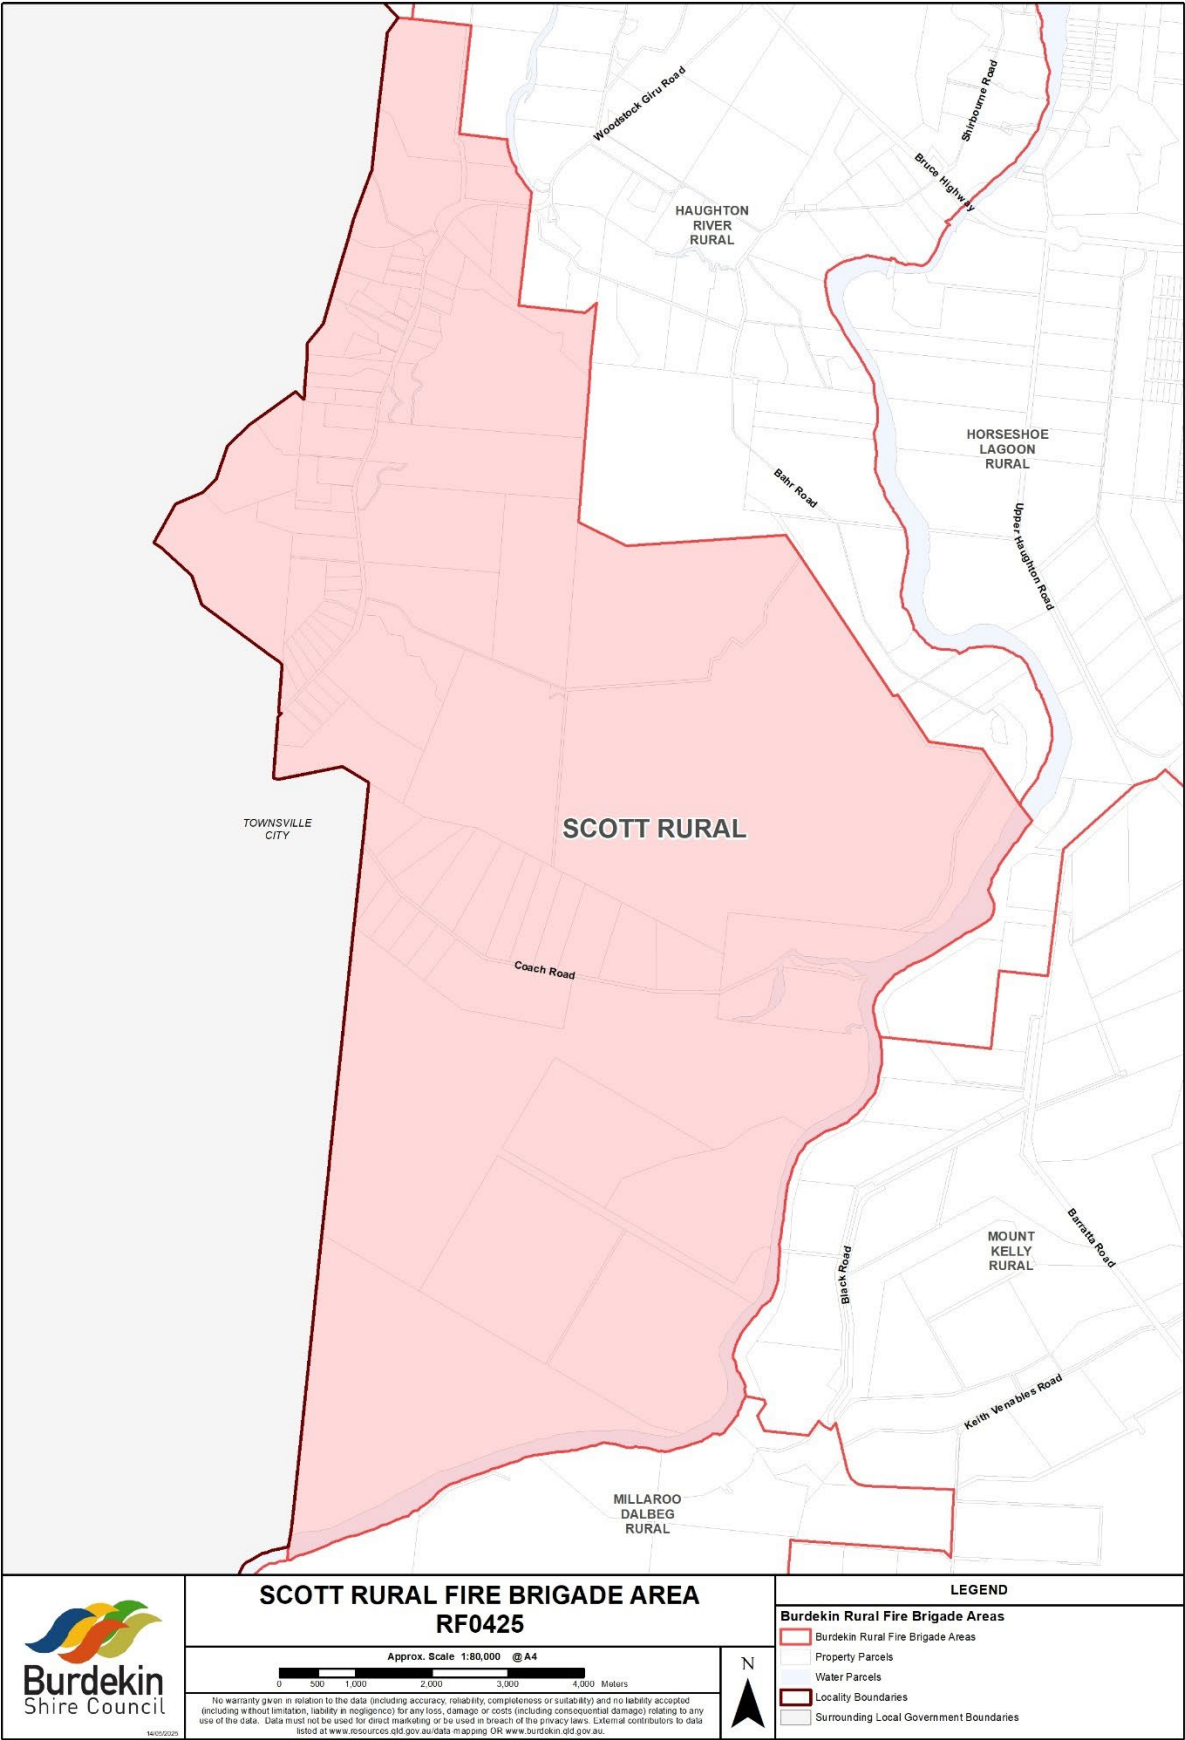 Woodstock Giru Road
Shirbourne Road
Bruce Highway
HAUGHTON
RIVER
RURAL
HORSESHOE
LAGOON
RURAL
Bahr Road
Upper Haughton Road
TOWNSVILLE
CITY
SCOTT RURAL
Coach Road
MOUNT
KELLY
RURAL
Barratta Road
Black Road
Keith Venables Road
MILLAROO
DALBEG
RURAL
Burdekin
Shire Council
14/05/2025
SCOTT RURAL FIRE BRIGADE AREA
RF0425
Approx. Scale 1:80,000 @ A4
0 500 1,000 2,000 3,000 4,000 Meters
No warranty given in relation to the data (including accuracy, reliability, completeness or suitability) and no liability accepted
(including without limitation, liability in negligence) for any loss, damage or costs (including consequential damage) relating to any
use of the data. Data must not be used for direct marketing or be used in breach of the privacy laws. External contributors to data
listed at www.resources.qld.gov.au/data-mapping OR www.burdekin.qld.gov.au.
N
LEGEND
Burdekin Rural Fire Brigade Areas
Burdekin Rural Fire Brigade Areas
Property Parcels
Water Parcels
Locality Boundaries
Surrounding Local Government Boundaries